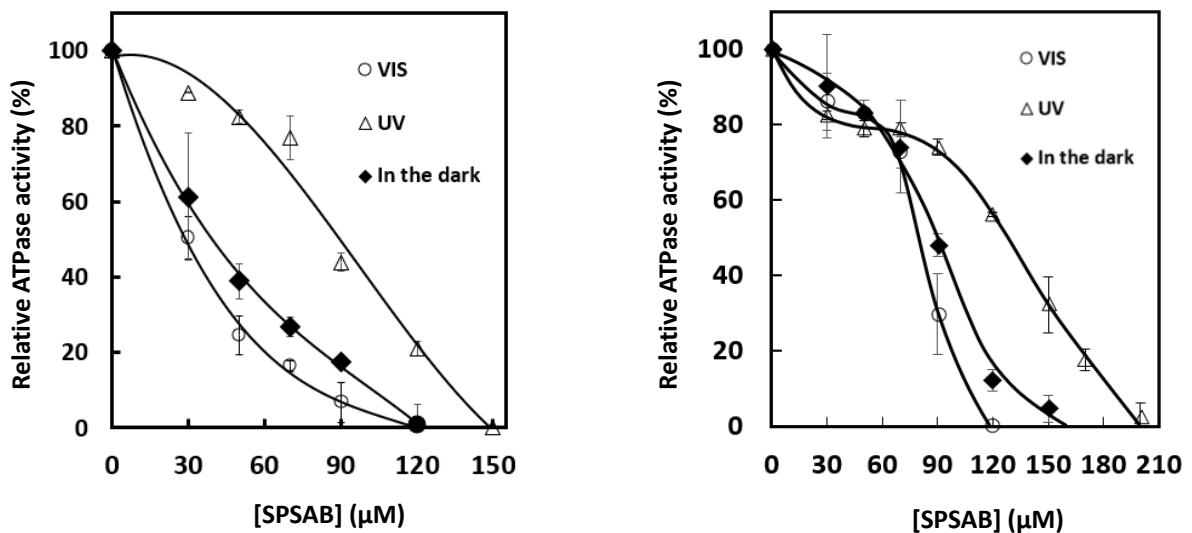 Relative ATPase activity (%)
100
80
60
40
20
0
VIS
UV
In the dark
0 30 60 90 120 150
[SPSAB] (μM)
Relative ATPase activity (%)
100
80
60
40
20
0
VIS
UV
In the dark
0 30 60 90 120 150 180 210
[SPSAB] (μM)